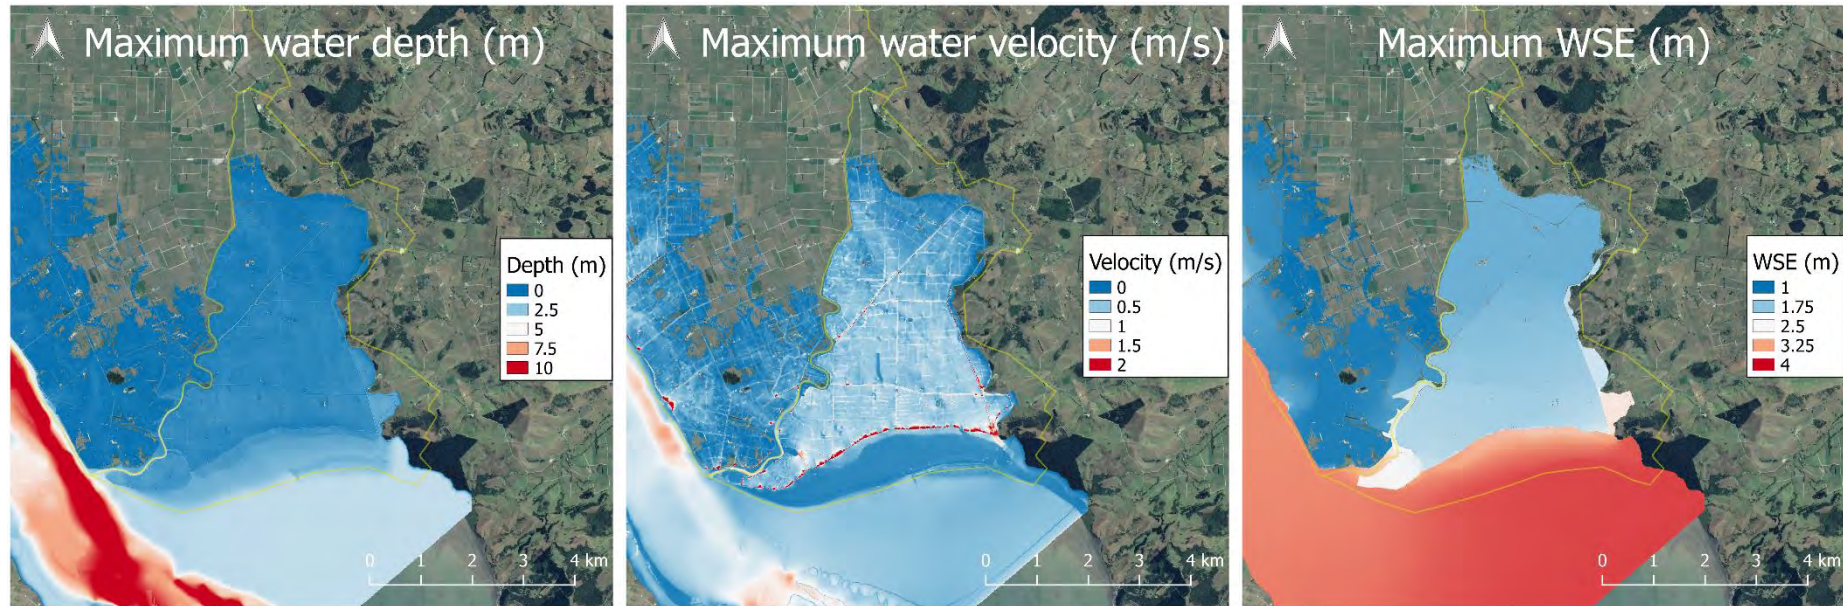 Maximum water depth (m)
Depth (m)
0
2.5
5
7.5
10
0 1 2 3 4 km
Maximum water velocity (m/s)
Velocity (m/s)
0
0.5
1
1.5
2
0 1 2 3 4 km
Maximum WSE (m)
WSE (m)
1
1.75
2.5
3.25
4
0 1 2 3 4 km